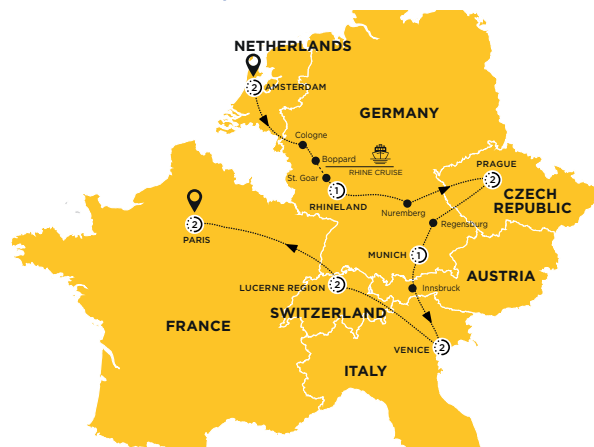 NETHERLANDS
2
AMSTERDAM
GERMANY
Cologne
Boppard
RHINE CRUISE
St. Goar
1
RHINELAND
PRAGUE
2
CZECH
REPUBLIC
Nuremberg
Regensburg
2
PARIS
MUNICH
1
AUSTRIA
Innsbruck
LUCERNE REGION
2
SWITZERLAND
FRANCE
VENICE
2
ITALY